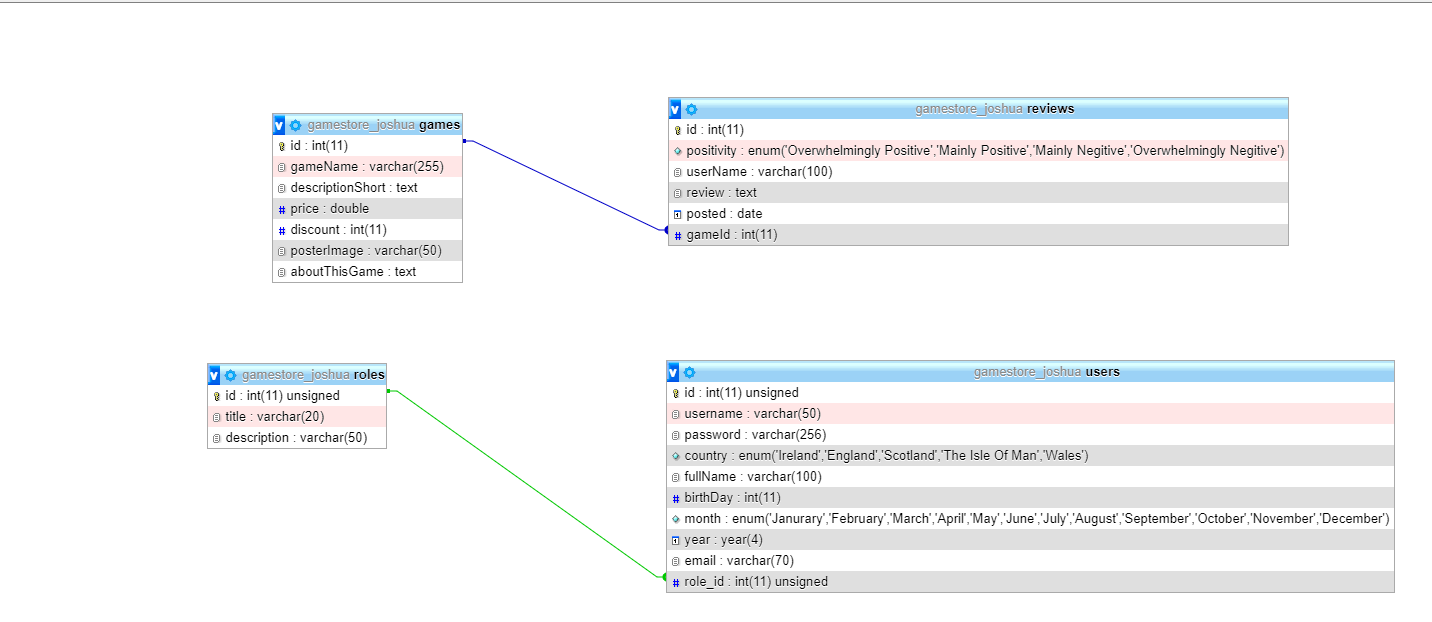 gamestore_joshua games
id : int(11)
gameName : varchar(255)
descriptionShort : text
price : double
discount : int(11)
posterImage : varchar(50)
aboutThisGame : text
gamestore_joshua reviews
id : int(11)
positivity : enum('Overwhelmingly Positive','Mainly Positive','Mainly Negitive','Overwhelmingly Negitive')
userName : varchar(100)
review : text
posted : date
gameId : int(11)
gamestore_joshua roles
id : int(11) unsigned
title : varchar(20)
description : varchar(50)
gamestore_joshua users
id : int(11) unsigned
username : varchar(50)
password : varchar(256)
country : enum('Ireland','England','Scotland','The Isle Of Man','Wales')
fullName : varchar(100)
birthDay : int(11)
month : enum('Janurary','February','March','April','May','June','July','August','September','October','November','December')
year : year(4)
email : varchar(70)
role_id : int(11) unsigned